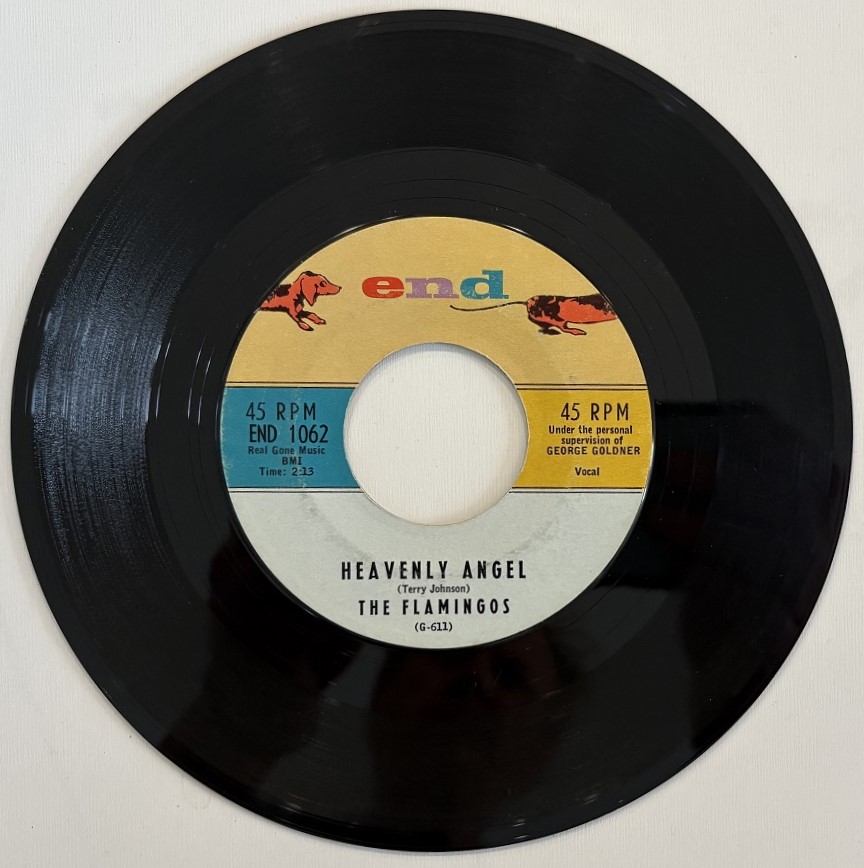 end
45 RPM
END 1062
Real Gone Music
BMI
Time: 2:13
45 RPM
Under the personal
supervision of
GEORGE GOLDNER
Vocal
HEAVENLY ANGEL
(Terry Johnson)
THE FLAMINGOS
(G-611)